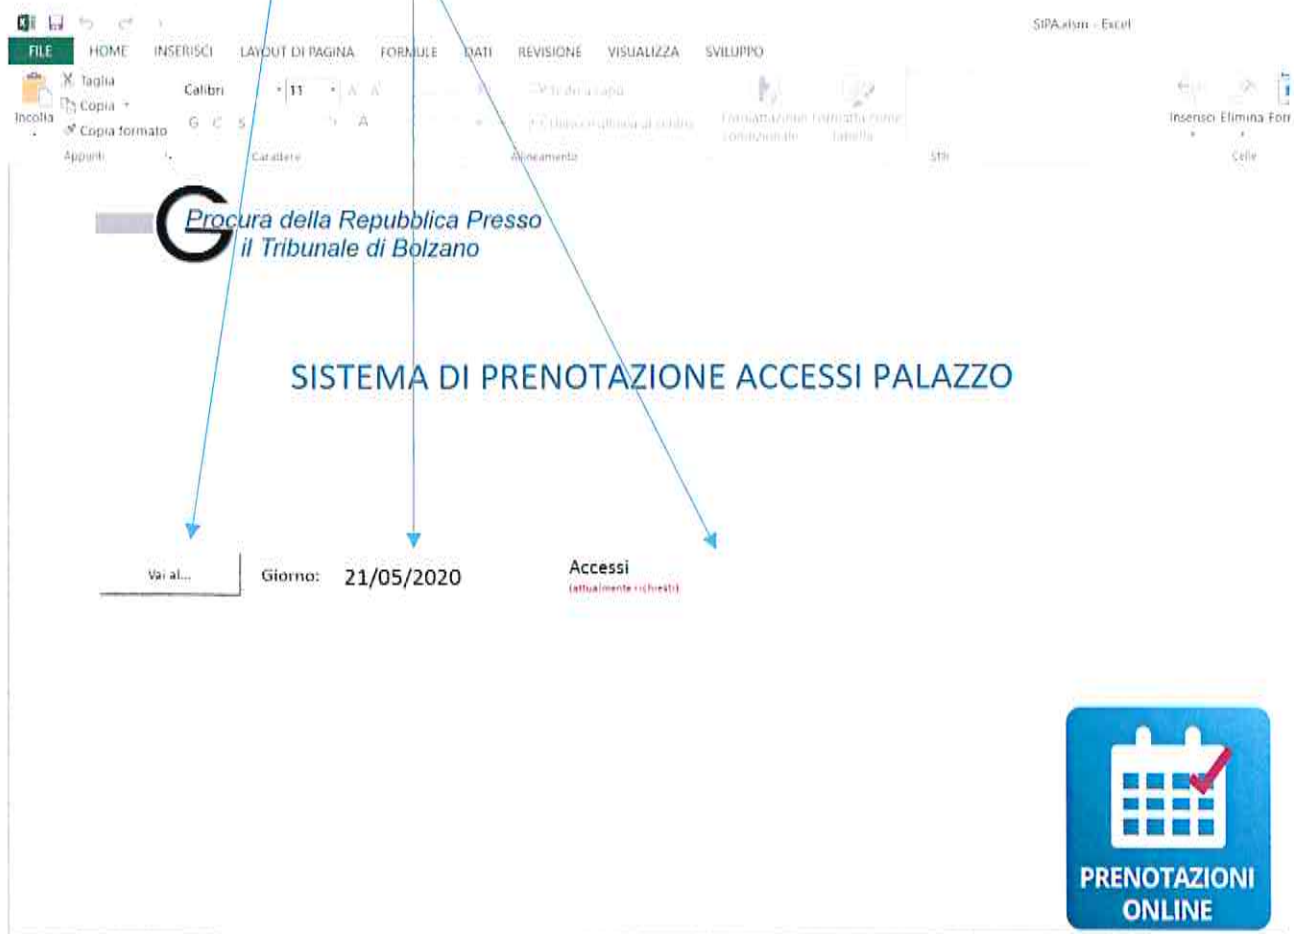 SIPA.xlsm - Excel
FILE HOME INSERISCI LAYOUT DI PAGINA FORMULE DATI REVISIONE VISUALIZZA SVILUPPO
Incolla
Taglia
Copia
Copia formato
Calibri 11
G C S
Appunti Carattere Allineamento Stili Celle
Inserisci Elimina
Procura della Repubblica Presso
il Tribunale di Bolzano
SISTEMA DI PRENOTAZIONE ACCESSI PALAZZO
Vai al... Giorno: 21/05/2020 Accessi
(attualmente richiesti)
PRENOTAZIONI
ONLINE